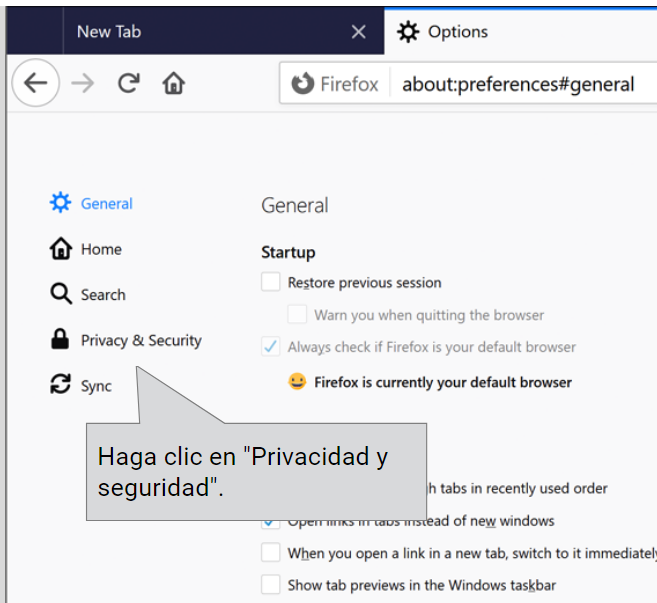 New Tab
Options
Firefox about:preferences#general
General
Home
Search
Privacy & Security
Sync
General
Startup
Restore previous session
Warn you when quitting the browser
Always check if Firefox is your default browser
Firefox is currently your default browser
Haga clic en "Privacidad y
seguridad".
tabs in recently used order
Open links in tabs instead of new windows
When you open a link in a new tab, switch to it immediately
Show tab previews in the Windows taskbar